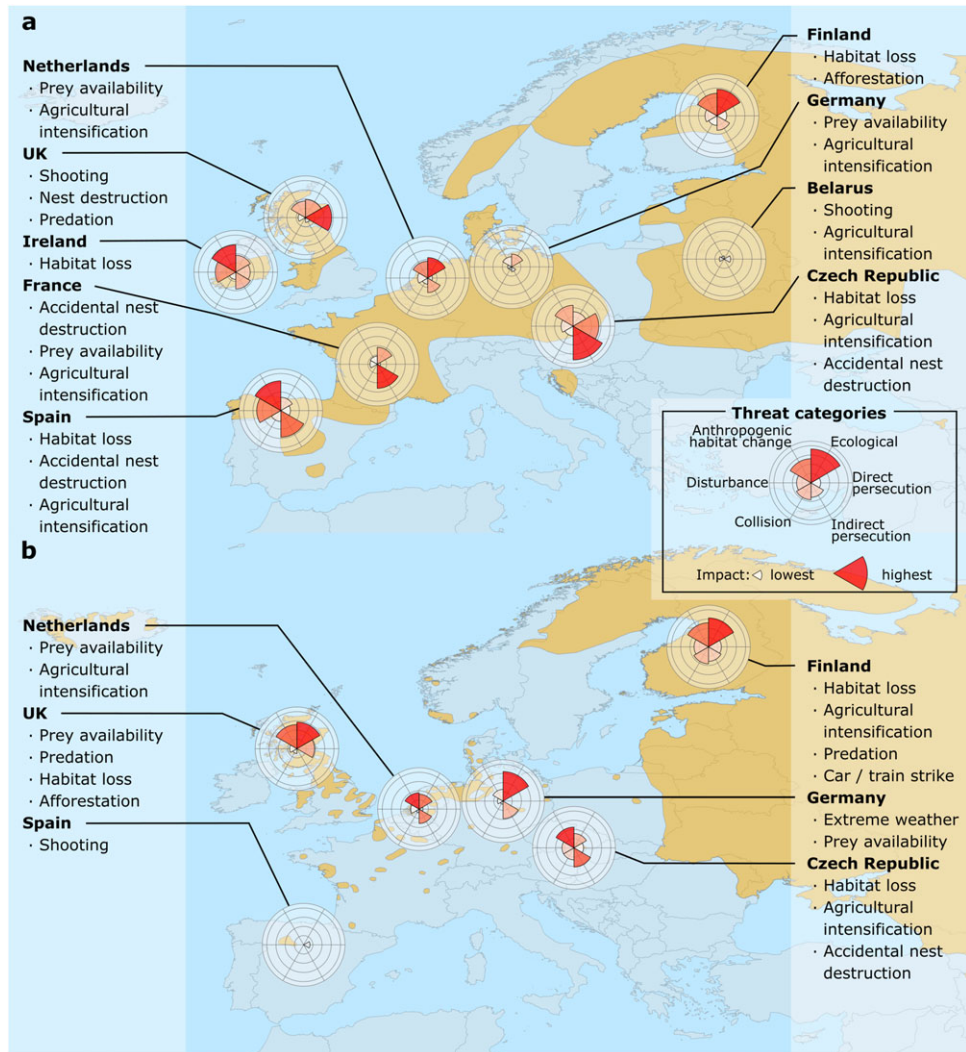 a
Netherlands
· Prey availability
· Agricultural
intensification
UK
· Shooting
· Nest destruction
· Predation
Ireland
· Habitat loss
France
· Accidental nest
destruction
· Prey availability
· Agricultural
intensification
Spain
· Habitat loss
· Accidental nest
destruction
· Agricultural
intensification
Finland
· Habitat loss
· Afforestation
Germany
· Prey availability
· Agricultural
intensification
Belarus
· Shooting
· Agricultural
intensification
Czech Republic
· Habitat loss
· Agricultural
intensification
· Accidental nest
destruction
Threat categories
Anthropogenic
habitat change
Ecological
Disturbance
Direct
persecution
Collision
Indirect
persecution
Impact: lowest highest
b
Netherlands
· Prey availability
· Agricultural
intensification
UK
· Prey availability
· Predation
· Habitat loss
· Afforestation
Spain
· Shooting
Finland
· Habitat loss
· Agricultural
intensification
· Predation
· Car / train strike
Germany
· Extreme weather
· Prey availability
Czech Republic
· Habitat loss
· Agricultural
intensification
· Accidental nest
destruction